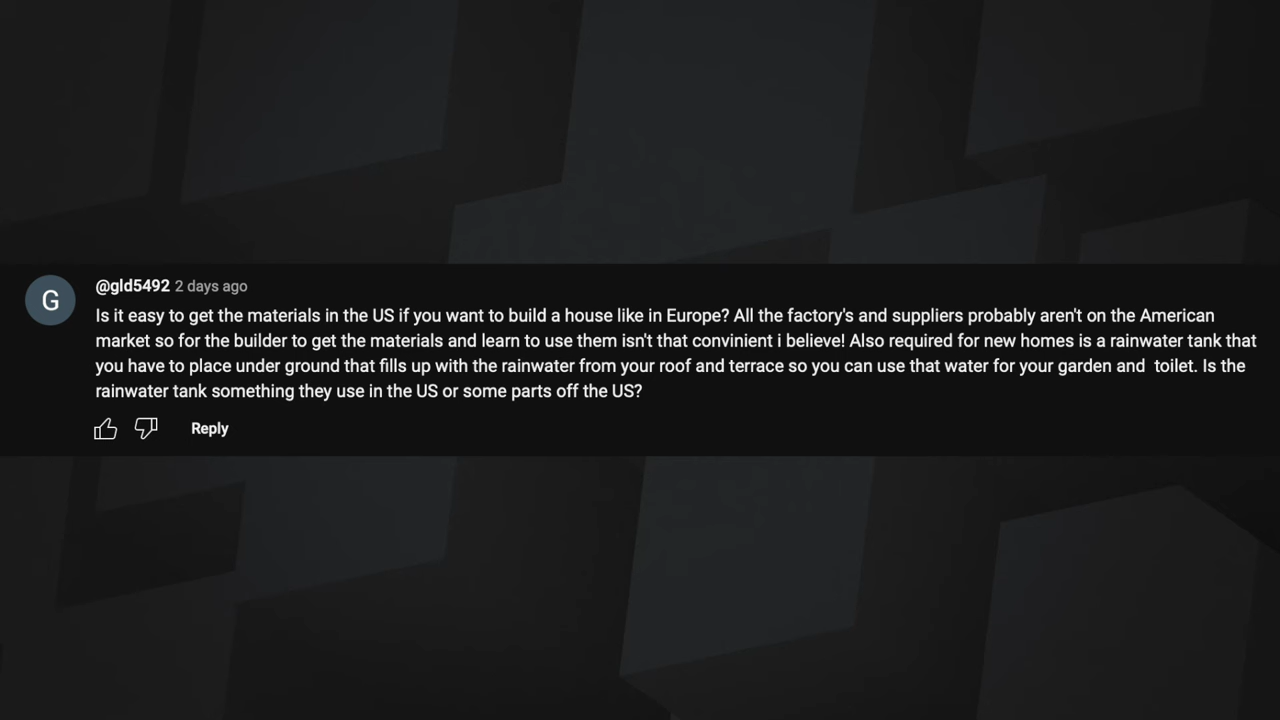 G
@gld5492 2 days ago
Is it easy to get the materials in the US if you want to build a house like in Europe? All the factory's and suppliers probably aren't on the American
market so for the builder to get the materials and learn to use them isn't that convinient i believe! Also required for new homes is a rainwater tank that
you have to place under ground that fills up with the rainwater from your roof and terrace so you can use that water for your garden and  toilet. Is the
rainwater tank something they use in the US or some parts off the US?
Reply